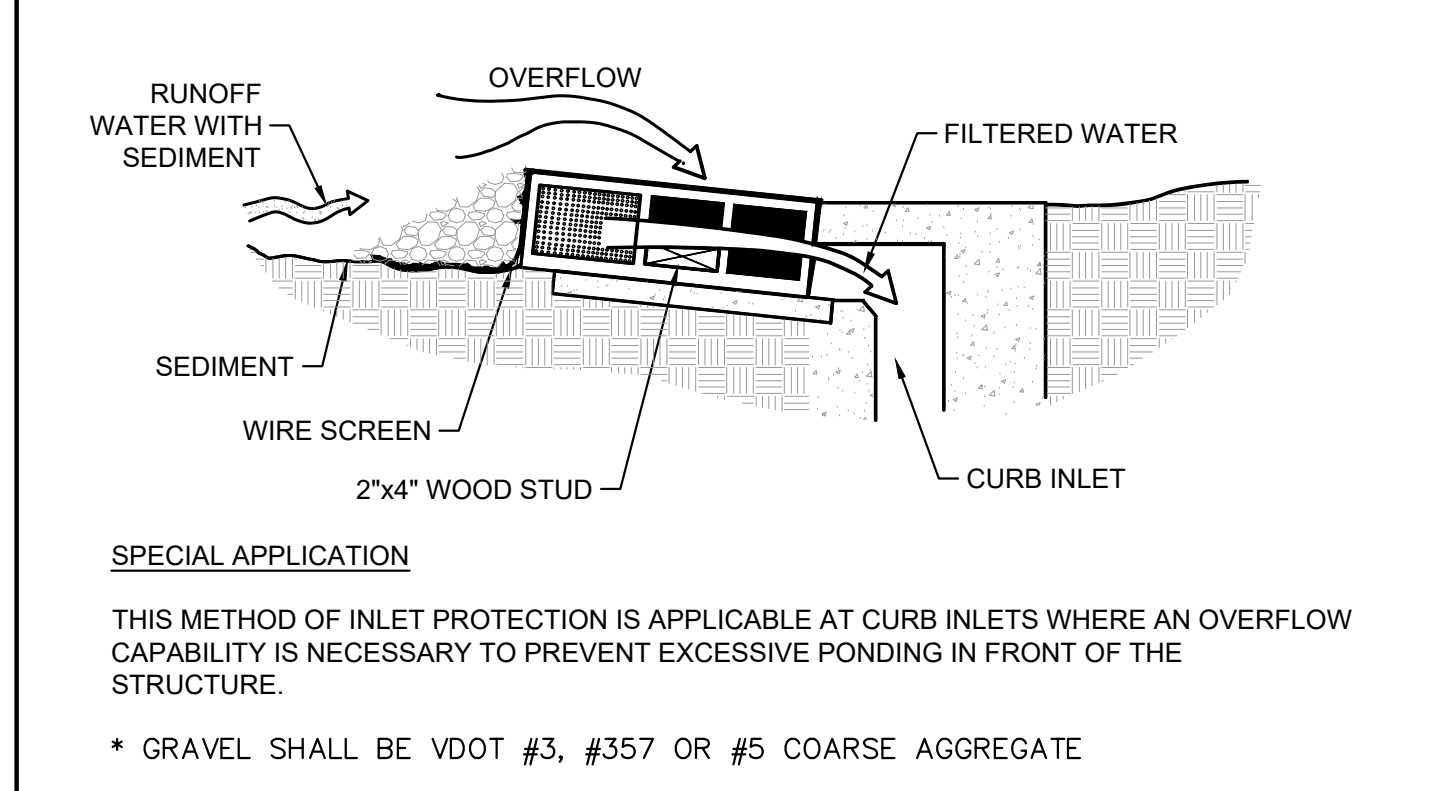 OVERFLOW
RUNOFF
WATER WITH
SEDIMENT
FILTERED WATER
SEDIMENT
WIRE SCREEN
2"x4" WOOD STUD
CURB INLET
SPECIAL APPLICATION
THIS METHOD OF INLET PROTECTION IS APPLICABLE AT CURB INLETS WHERE AN OVERFLOW
CAPABILITY IS NECESSARY TO PREVENT EXCESSIVE PONDING IN FRONT OF THE
STRUCTURE.
* GRAVEL SHALL BE VDOT #3, #357 OR #5 COARSE AGGREGATE